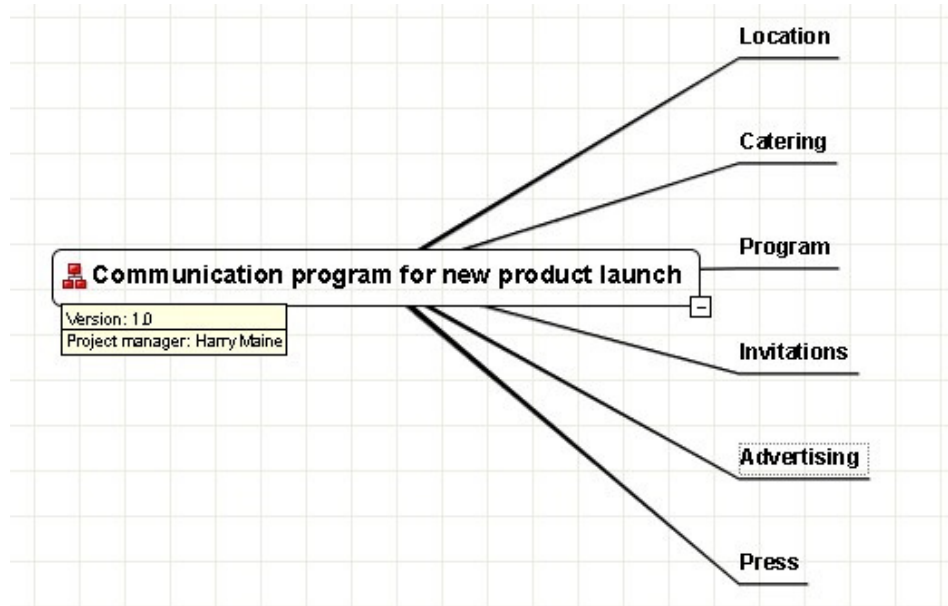 Location
Catering
Program
Communication program for new product launch
Version: 1.0
Project manager: Harry Maine
Invitations
Advertising
Press